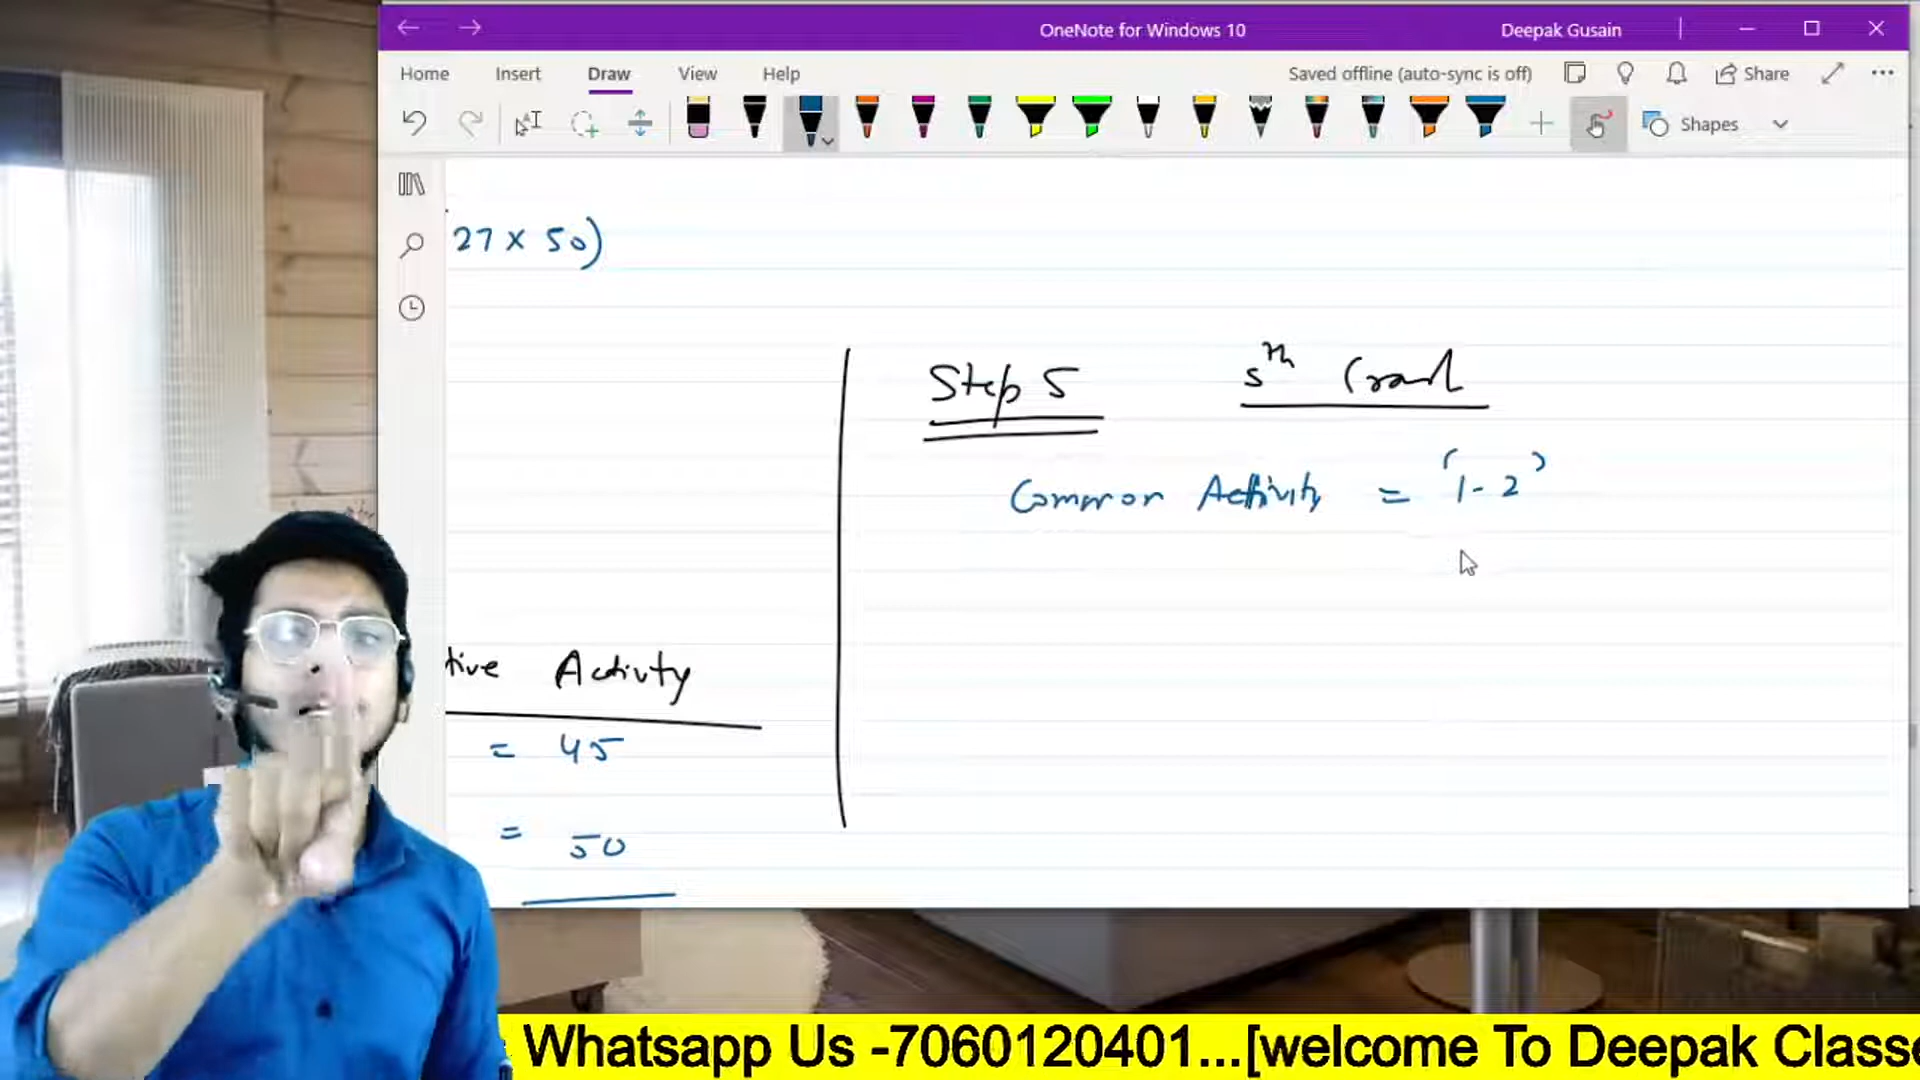 OneNote for Windows 10
Deepak Gusain
Home Insert Draw View Help
Saved offline (auto-sync is off)
Share
Shapes
27 x 50)
Step 5
5th Crash
Common Activity = (1-2)
tive Activty
= 45
= 50
Whatsapp Us -7060120401...[welcome To Deepak Classe